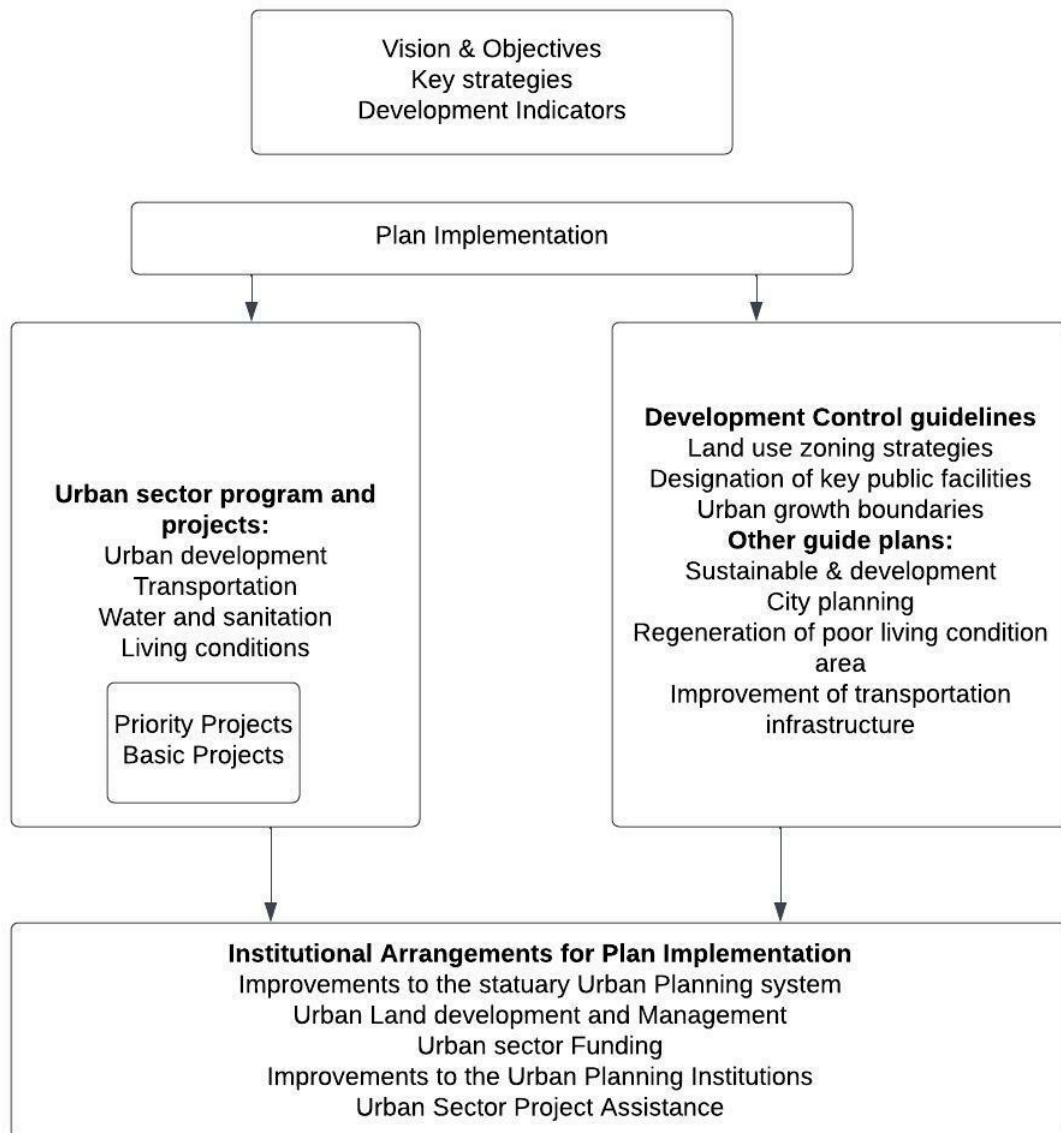 Vision & Objectives
Key strategies
Development Indicators
Plan Implementation
Urban sector program and
projects:
Urban development
Transportation
Water and sanitation
Living conditions
Priority Projects
Basic Projects
Development Control guidelines
Land use zoning strategies
Designation of key public facilities
Urban growth boundaries
Other guide plans:
Sustainable & development
City planning
Regeneration of poor living condition
area
Improvement of transportation
infrastructure
Institutional Arrangements for Plan Implementation
Improvements to the statuary Urban Planning system
Urban Land development and Management
Urban sector Funding
Improvements to the Urban Planning Institutions
Urban Sector Project Assistance